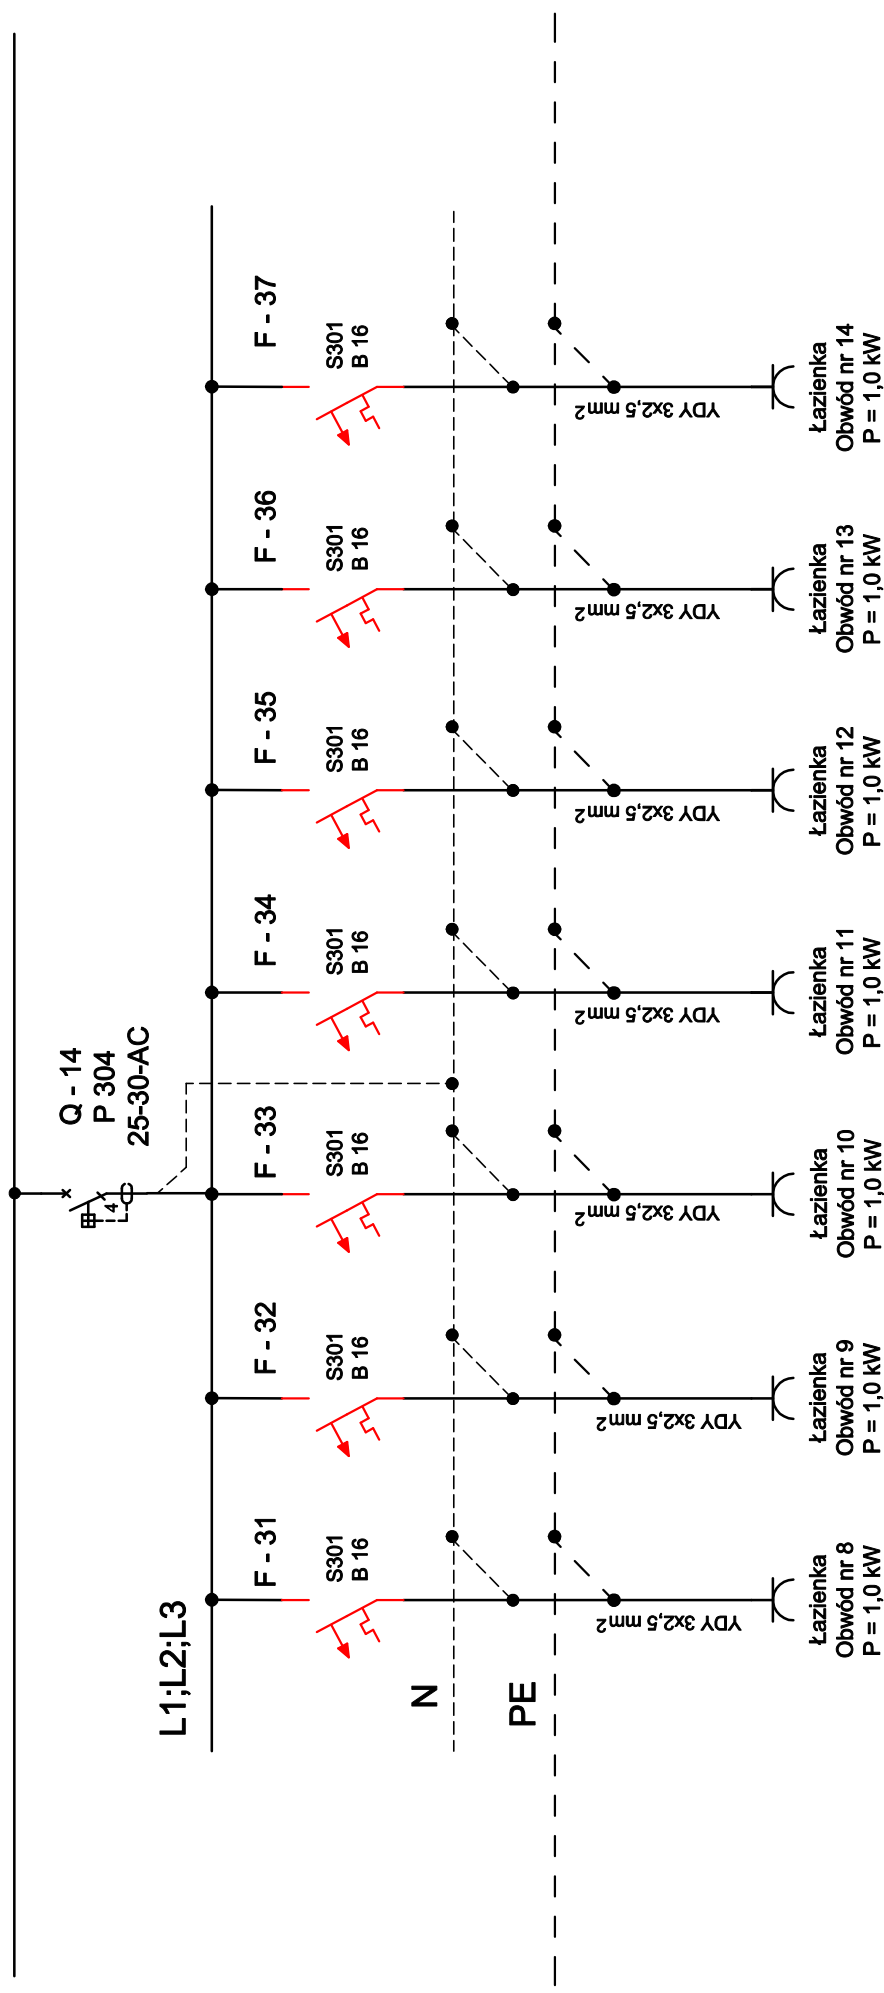 Q - 14
P 304
25-30-AC
4
L1;L2;L3
N
PE
F - 31
S301
B 16
YDY 3x2,5 mm²
Łazienka
Obwód nr 8
P = 1,0 kW
F - 32
S301
B 16
YDY 3x2,5 mm²
Łazienka
Obwód nr 9
P = 1,0 kW
F - 33
S301
B 16
YDY 3x2,5 mm²
Łazienka
Obwód nr 10
P = 1,0 kW
F - 34
S301
B 16
YDY 3x2,5 mm²
Łazienka
Obwód nr 11
P = 1,0 kW
F - 35
S301
B 16
YDY 3x2,5 mm²
Łazienka
Obwód nr 12
P = 1,0 kW
F - 36
S301
B 16
YDY 3x2,5 mm²
Łazienka
Obwód nr 13
P = 1,0 kW
F - 37
S301
B 16
YDY 3x2,5 mm²
Łazienka
Obwód nr 14
P = 1,0 kW